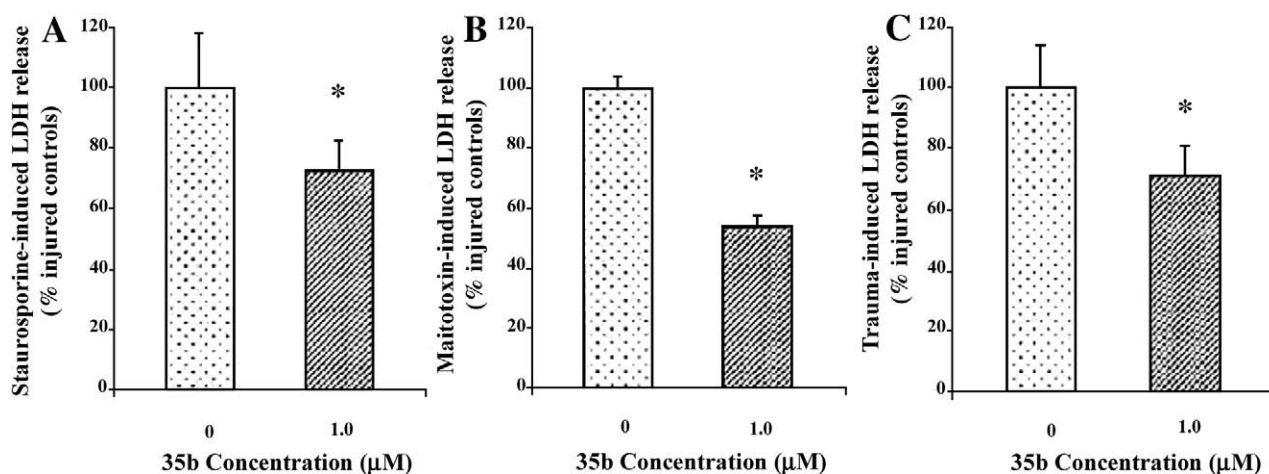 A
Staurosporine-induced LDH release
(% injured controls)
120
100
80
60
40
20
0
*
0
1.0
35b Concentration (μM)
B
Maitotoxin-induced LDH release
(% injured controls)
120
100
80
60
40
20
0
*
0
1.0
35b Concentration (μM)
C
Trauma-induced LDH release
(% injured controls)
120
100
80
60
40
20
0
*
0
1.0
35b Concentration (μM)